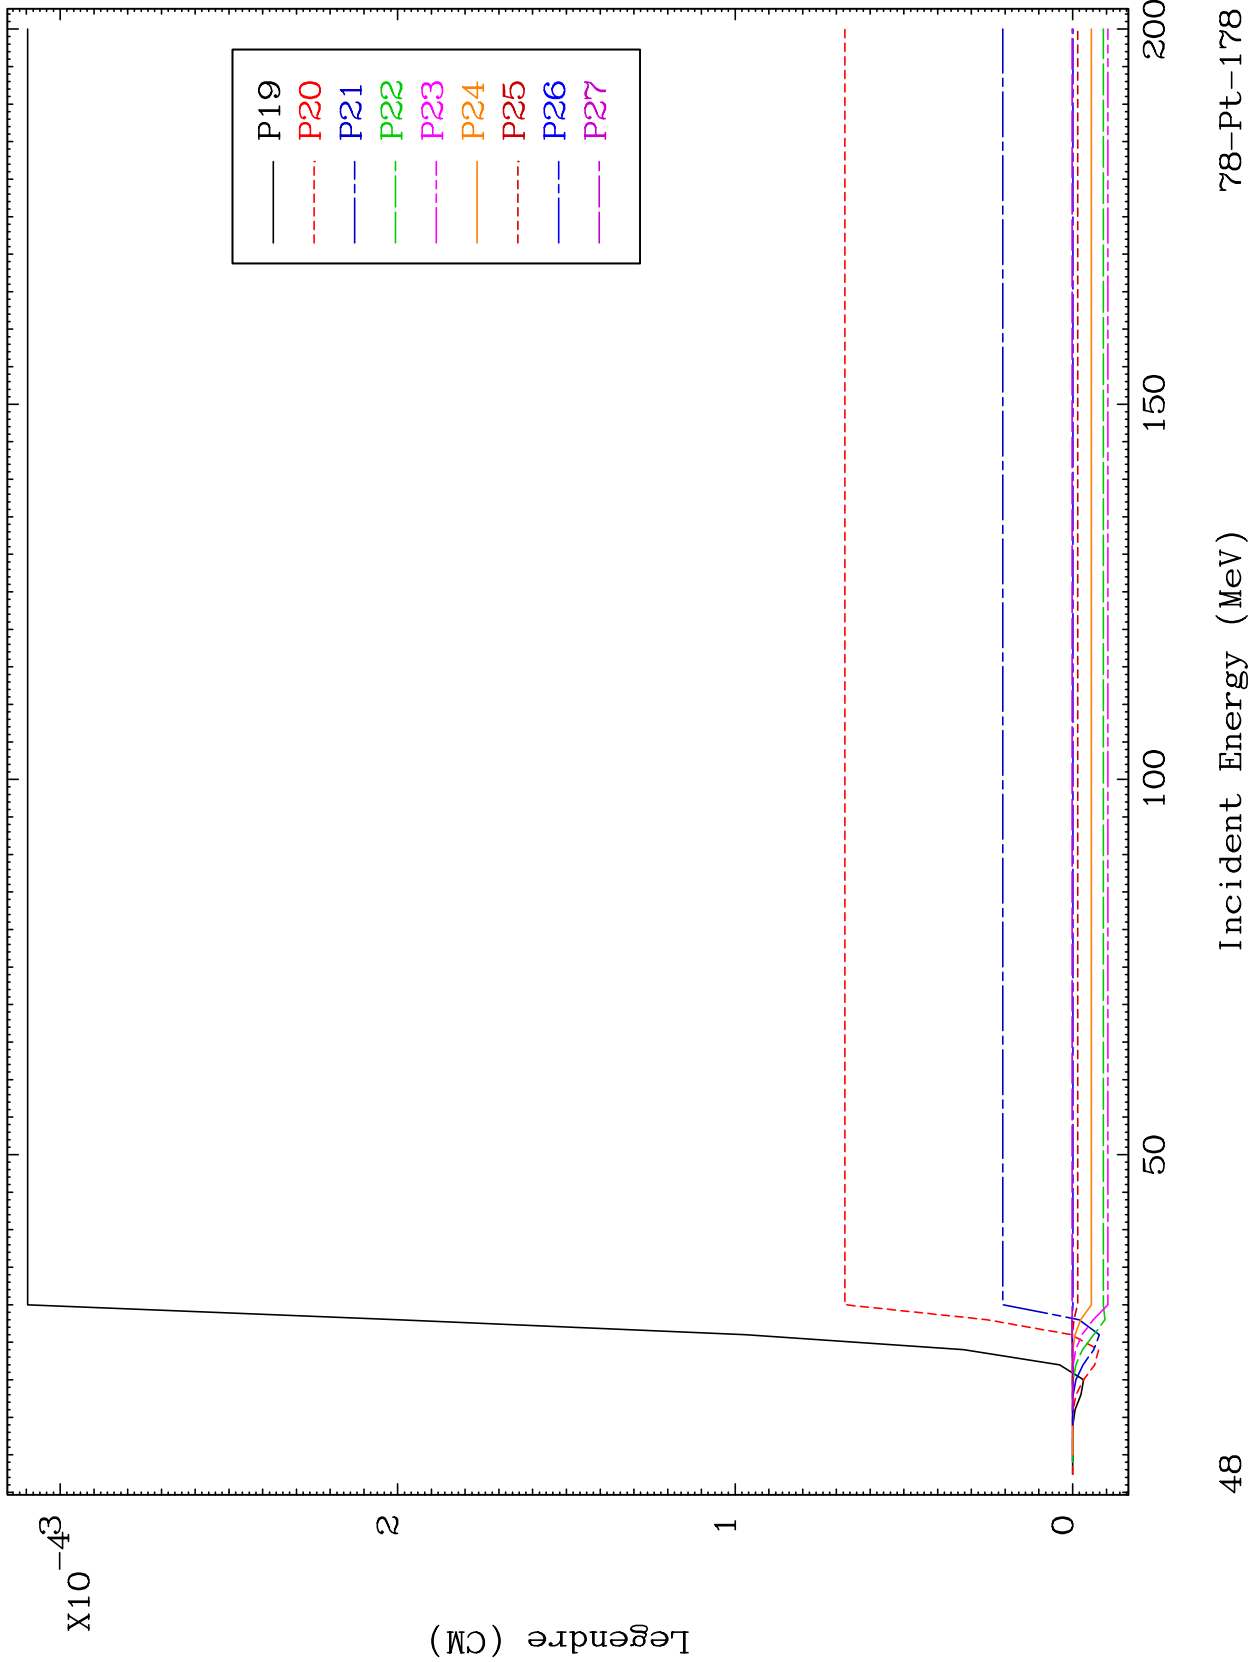 X10 -4
3
2
1
0
Legendre (CM)
P19
P20
P21
P22
P23
P24
P25
P26
P27
50
100
150
200
48
Incident Energy (MeV)
78-Pt-178